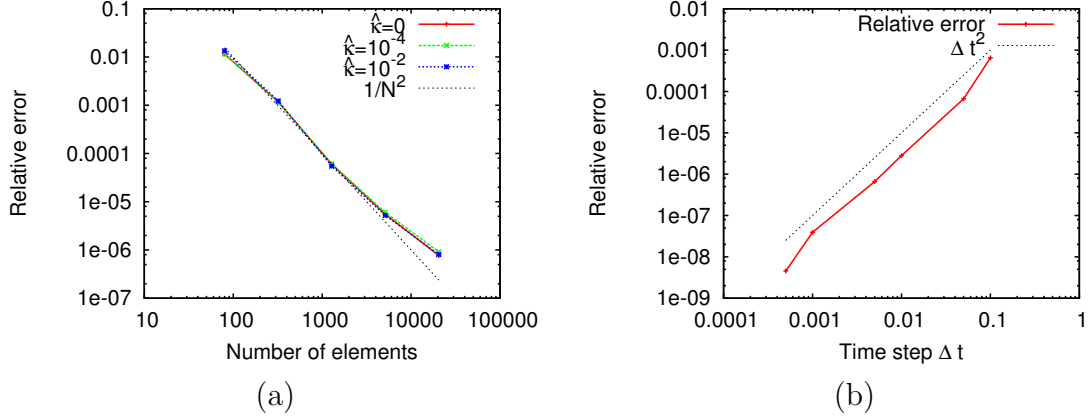 0.1
0.01
0.001
0.0001
1e-05
1e-06
1e-07
10 100 1000 10000 100000
Relative error
Number of elements
κ̂=0
κ̂=10⁻⁴
κ̂=10⁻²
1/N²
(a)
0.01
0.001
0.0001
1e-05
1e-06
1e-07
1e-08
1e-09
0.0001 0.001 0.01 0.1 1
Relative error
Time step Δ t
Relative error
Δ t²
(b)